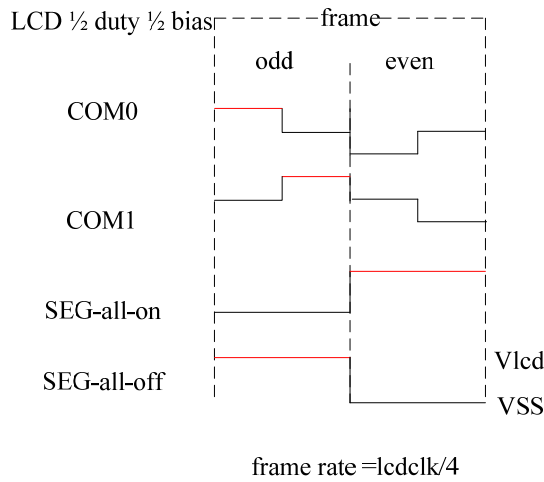 LCD ½ duty ½ bias
frame
odd even
COM0
COM1
SEG-all-on
Vlcd
SEG-all-off
VSS
frame rate =lcdclk/4